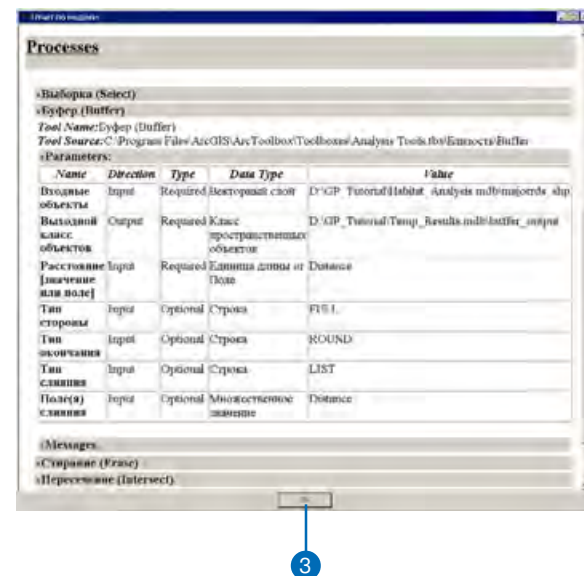 Отчет по модели
Processes
Выборка (Select)
Буфер (Buffer)
Tool Name:Буфер (Buffer)
Tool Source:C:\Program Files\ArcGIS\ArcToolbox\Toolboxes\Analysis Tools.tbx\Близость\Buffer
Parameters:
Name Direction Type Data Type Value
Входные объекты Input Required Векторный слой D:\GP_Tutorial\Habitat_Analysis.mdb\majorrds_shp
Выходной класс объектов Output Required Класс пространственных объектов D:\GP_Tutorial\Temp_Results.mdb\buffer_output
Расстояние [значение или поле] Input Required Единица длины or Поле Distance
Тип стороны Input Optional Строка FULL
Тип окончания Input Optional Строка ROUND
Тип слияния Input Optional Строка LIST
Поле(я) слияния Input Optional Множественное значение Distance
Messages
Стирание (Erase)
Пересечение (Intersect)
3